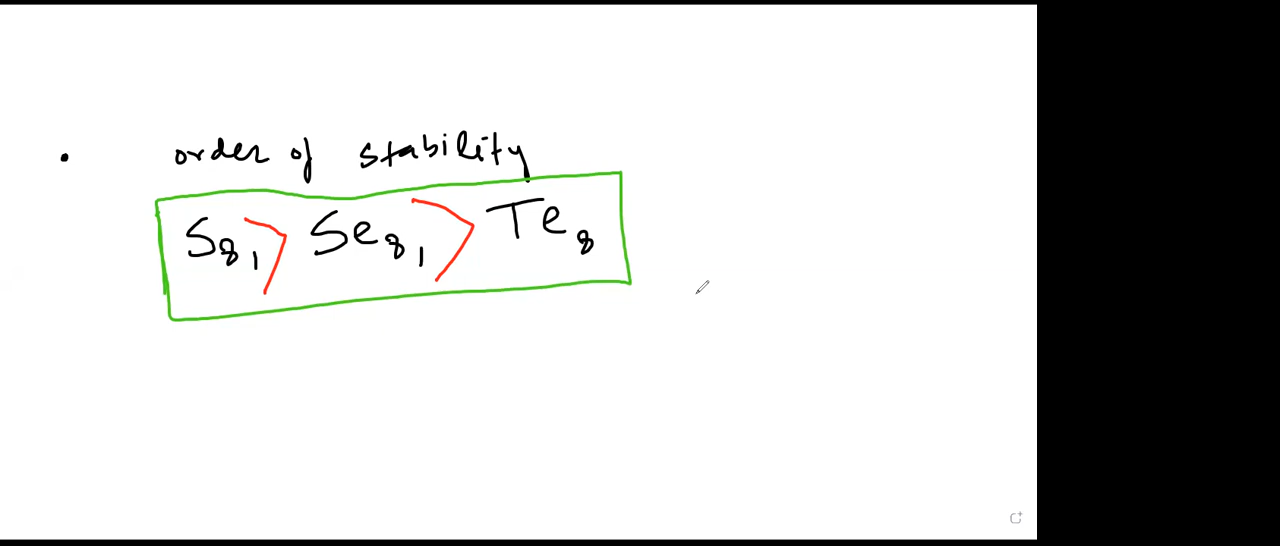 • order of stability
S₈, > Se₈, > Te₈